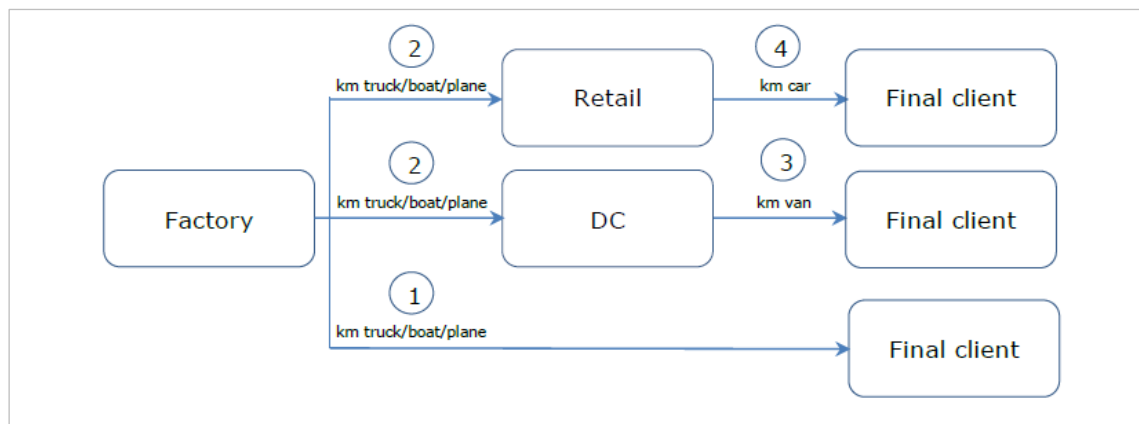 2
4
km truck/boat/plane
Retail
km car
Final client
2
3
km truck/boat/plane
Factory
DC
km van
Final client
1
km truck/boat/plane
Final client